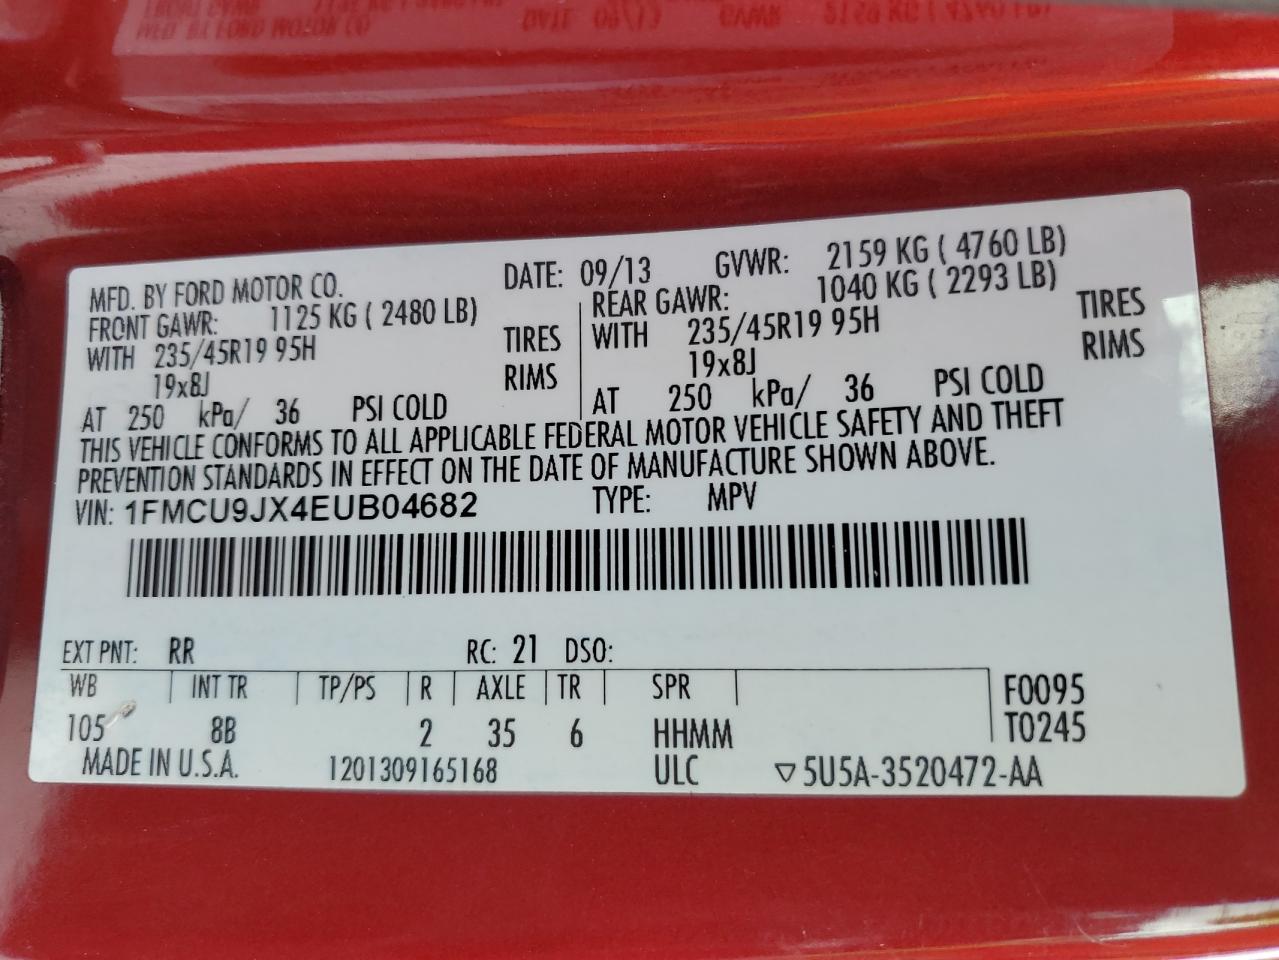 MFD. BY FORD MOTOR CO. DATE: 09/13 GVWR: 2159 KG ( 4760 LB)
FRONT GAWR: 1125 KG ( 2480 LB) REAR GAWR: 1040 KG ( 2293 LB)
WITH 235/45R19 95H TIRES WITH 235/45R19 95H TIRES
19x8J RIMS 19x8J RIMS
AT 250 kPa/ 36 PSI COLD AT 250 kPa/ 36 PSI COLD
THIS VEHICLE CONFORMS TO ALL APPLICABLE FEDERAL MOTOR VEHICLE SAFETY AND THEFT
PREVENTION STANDARDS IN EFFECT ON THE DATE OF MANUFACTURE SHOWN ABOVE.
VIN: 1FMCU9JX4EUB04682 TYPE: MPV
EXT PNT: RR RC: 21 DSO:
WB INT TR TP/PS R AXLE TR SPR F0095
105 8B 2 35 6 HHMM T0245
MADE IN U.S.A. 1201309165168 ULC ▽5U5A-3520472-AA